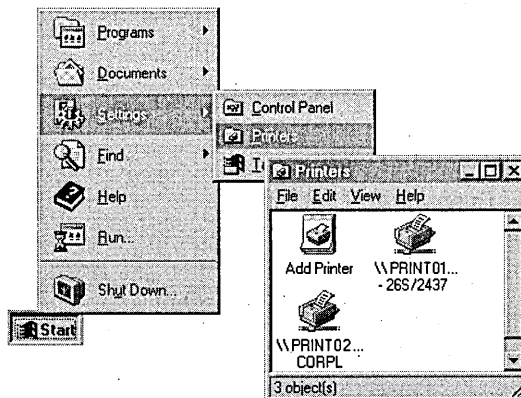 Programs
Documents
Settings
Find
Help
Run...
Shut Down...
Start
Control Panel
Printers
Printers
File Edit View Help
Add Printer
\\PRINT01...
- 26S/2437
\\PRINT02...
CORPL
3 object(s)